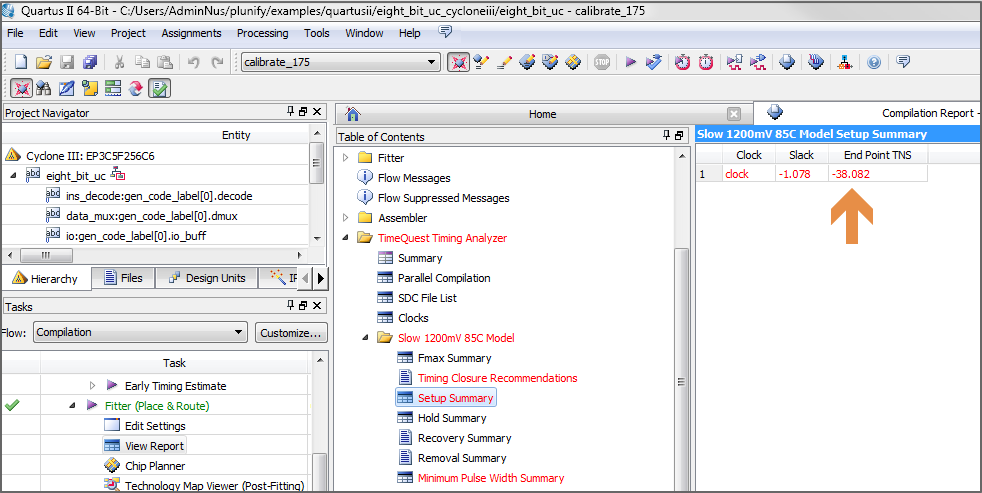 Quartus II 64-Bit - C:/Users/AdminNus/plunify/examples/quartusii/eight_bit_uc_cycloneiii/eight_bit_uc - calibrate_175
File Edit View Project Assignments Processing Tools Window Help
calibrate_175
STOP
Project Navigator
Entity
Cyclone III: EP3C5F256C6
eight_bit_uc
ins_decode:gen_code_label[0].decode
data_mux:gen_code_label[0].dmux
io:gen_code_label[0].io_buff
Hierarchy Files Design Units IP
Tasks
Flow: Compilation Customize...
Task
Early Timing Estimate
Fitter (Place & Route)
Edit Settings
View Report
Chip Planner
Technology Map Viewer (Post-Fitting)
Home
Compilation Report -
Table of Contents
Fitter
Flow Messages
Flow Suppressed Messages
Assembler
TimeQuest Timing Analyzer
Summary
Parallel Compilation
SDC File List
Clocks
Slow 1200mV 85C Model
Fmax Summary
Timing Closure Recommendations
Setup Summary
Hold Summary
Recovery Summary
Removal Summary
Minimum Pulse Width Summary
Slow 1200mV 85C Model Setup Summary
Clock Slack End Point TNS
1 clock -1.078 -38.082